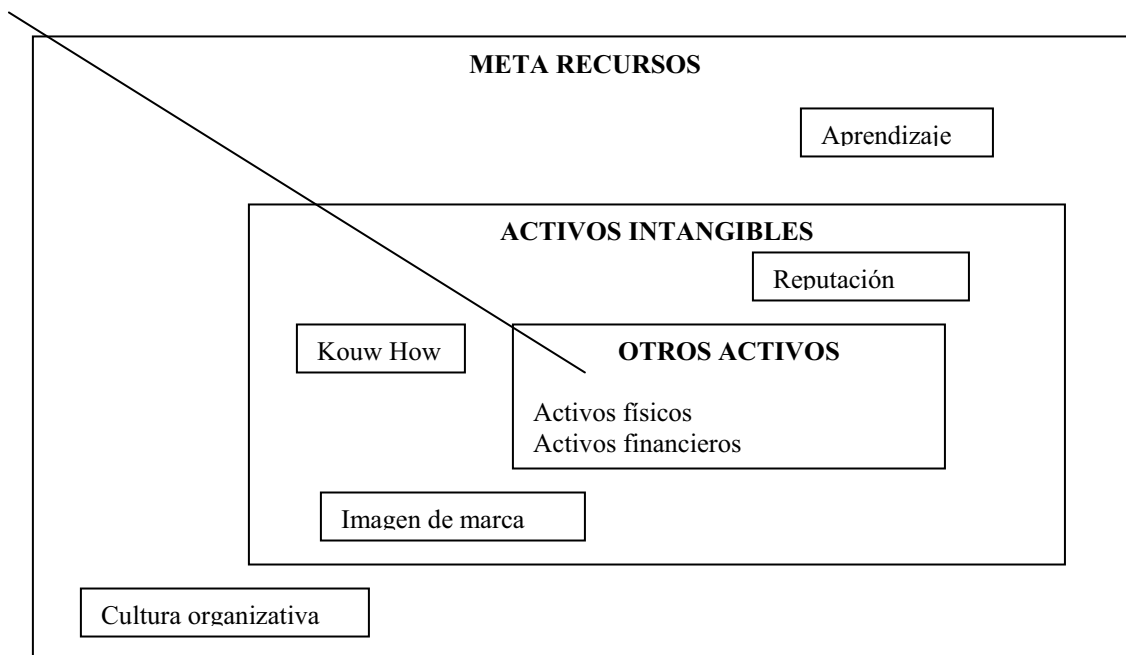 META RECURSOS
Aprendizaje
ACTIVOS INTANGIBLES
Reputación
Kouw How
OTROS ACTIVOS
Activos físicos
Activos financieros
Imagen de marca
Cultura organizativa